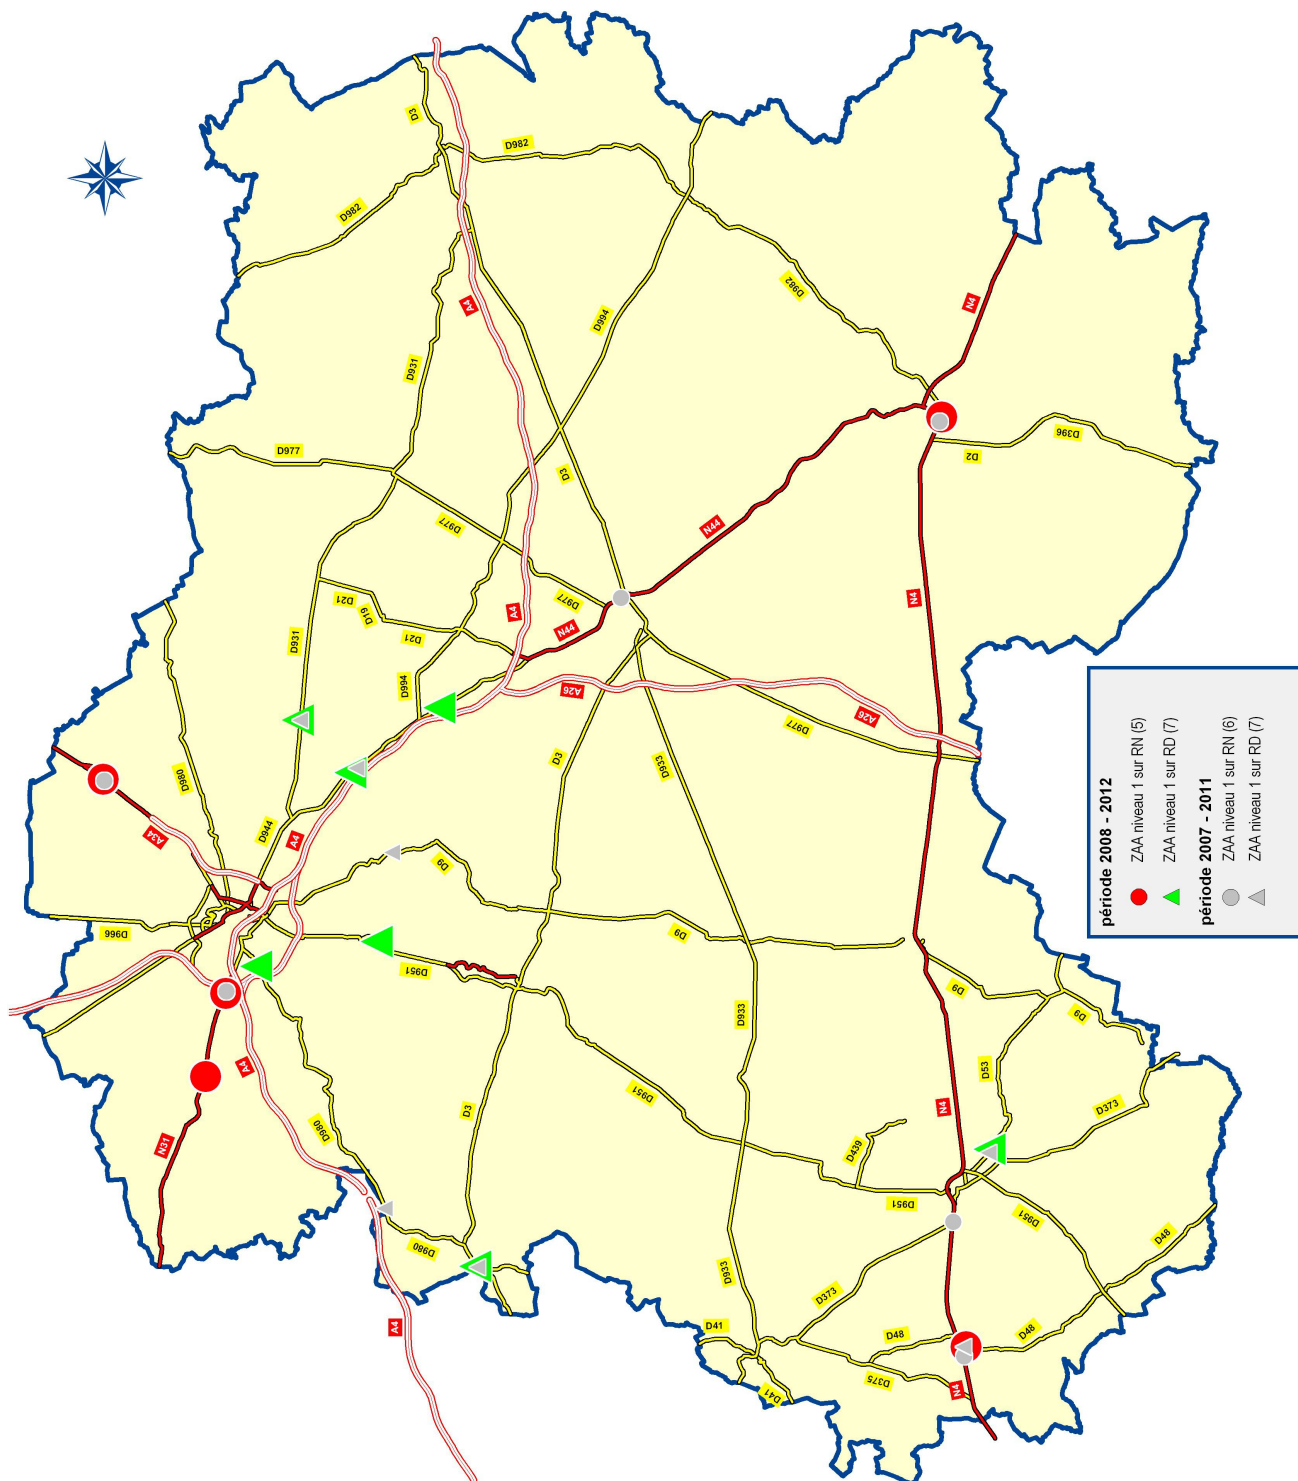 D3
D982
D982
A4
D994
D931
D982
N4
D977
D3
D396
D2
D977
N44
D21
D19
D977
A4
N4
D21
N44
D931
D994
A26
A26
D977
D3
D933
D980
A34
D944
A4
D9
D966
D951
D9
D9
D933
D9
A4
D951
D53
D3
N4
D373
N31
D980
D439
D951
D951
D980
D48
D933
D373
A4
D41
D48
D48
D375
D41
N4
période 2008 - 2012
ZAA niveau 1 sur RN (5)
ZAA niveau 1 sur RD (7)
période 2007 - 2011
ZAA niveau 1 sur RN (6)
ZAA niveau 1 sur RD (7)